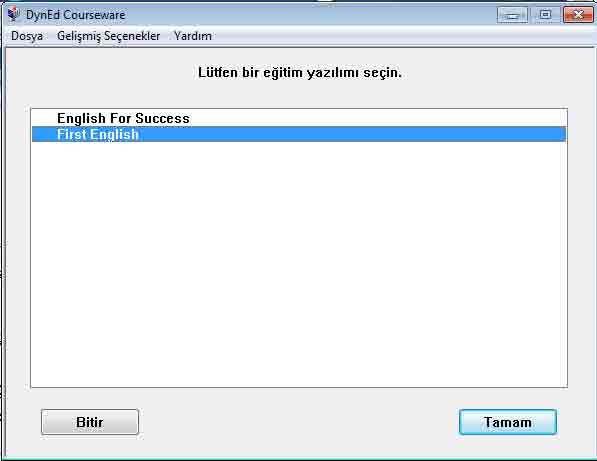 DynEd Courseware
Dosya Gelişmiş Seçenekler Yardım
Lütfen bir eğitim yazılımı seçin.
English For Success
First English
Bitir Tamam